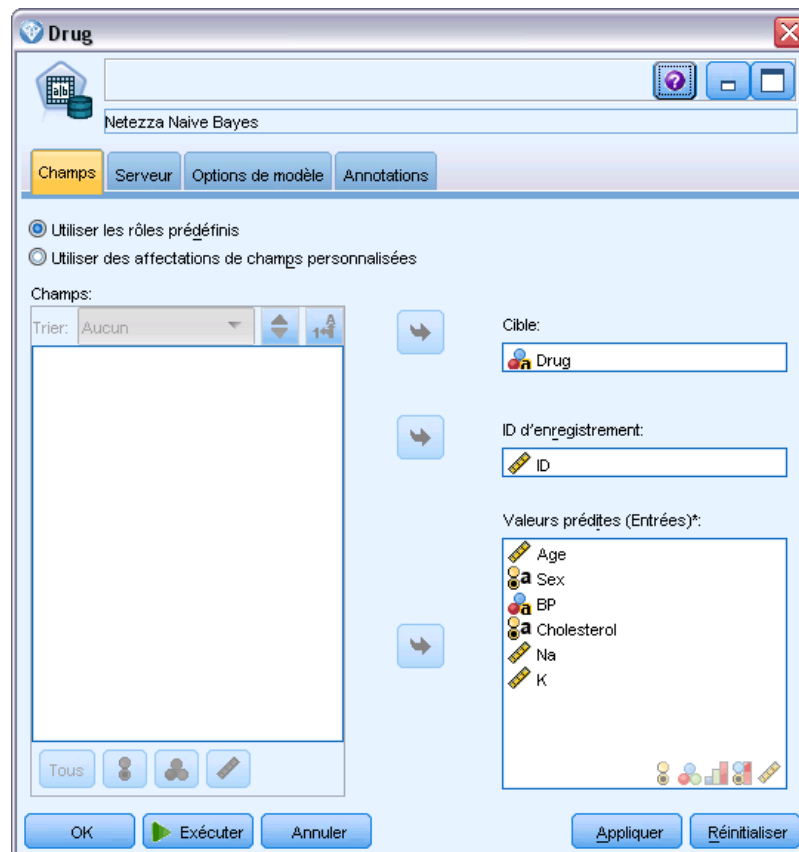 Drug
Netezza Naive Bayes
Champs
Serveur
Options de modèle
Annotations
Utiliser les rôles prédéfinis
Utiliser des affectations de champs personnalisées
Champs:
Trier: Aucun
Cible:
Drug
ID d'enregistrement:
ID
Valeurs prédites (Entrées)*:
Age
Sex
BP
Cholesterol
Na
K
Tous
OK
Exécuter
Annuler
Appliquer
Réinitialiser